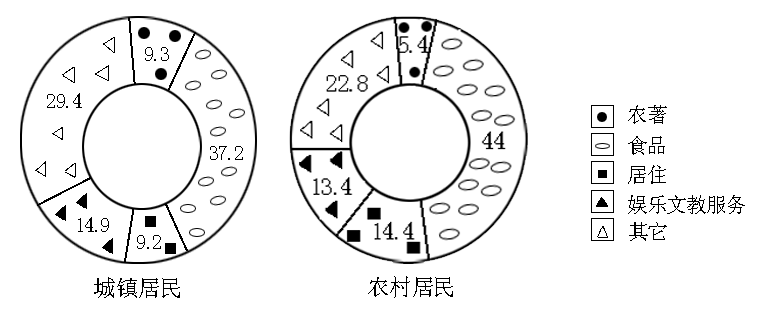 9.3
29.4
37.2
14.9
9.2
城镇居民
5.4
22.8
44
13.4
14.4
农村居民
农著
食品
居住
娱乐文教服务
其它